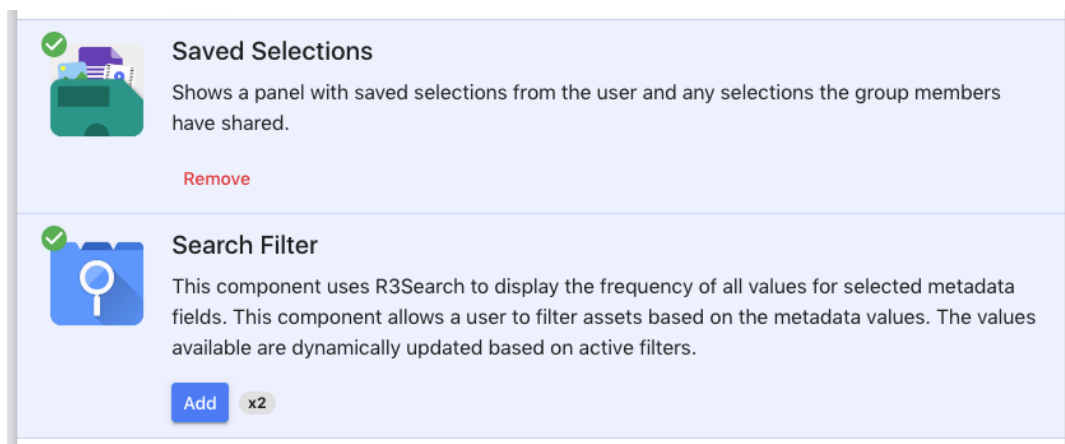 Saved Selections
Shows a panel with saved selections from the user and any selections the group members
have shared.
Remove
Search Filter
This component uses R3Search to display the frequency of all values for selected metadata
fields. This component allows a user to filter assets based on the metadata values. The values
available are dynamically updated based on active filters.
Add x2